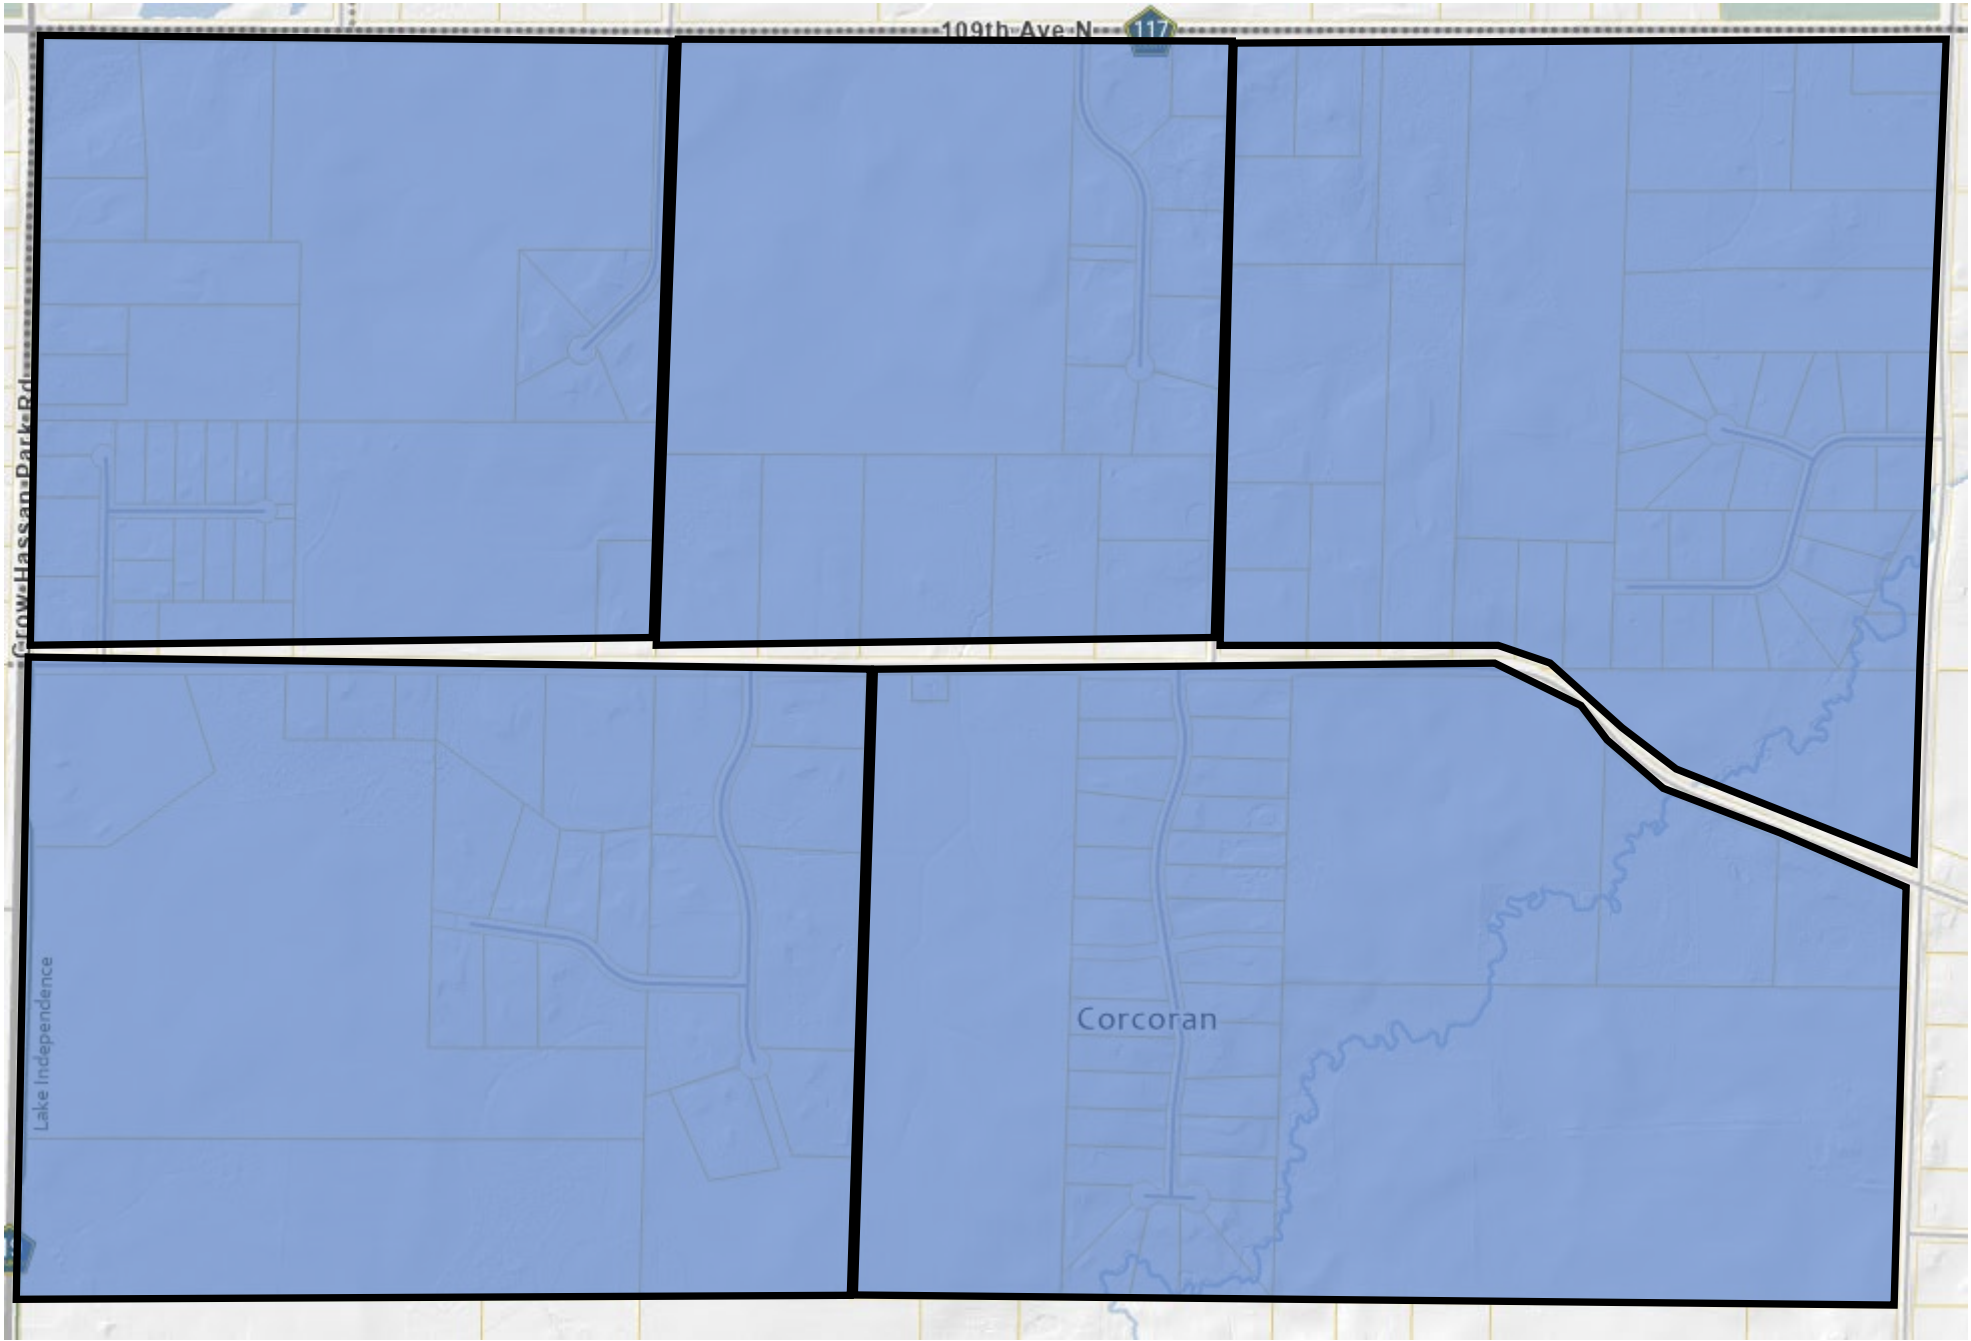 109th Ave N
117
Crow Hassan Park Rd
Lake Independence
Corcoran